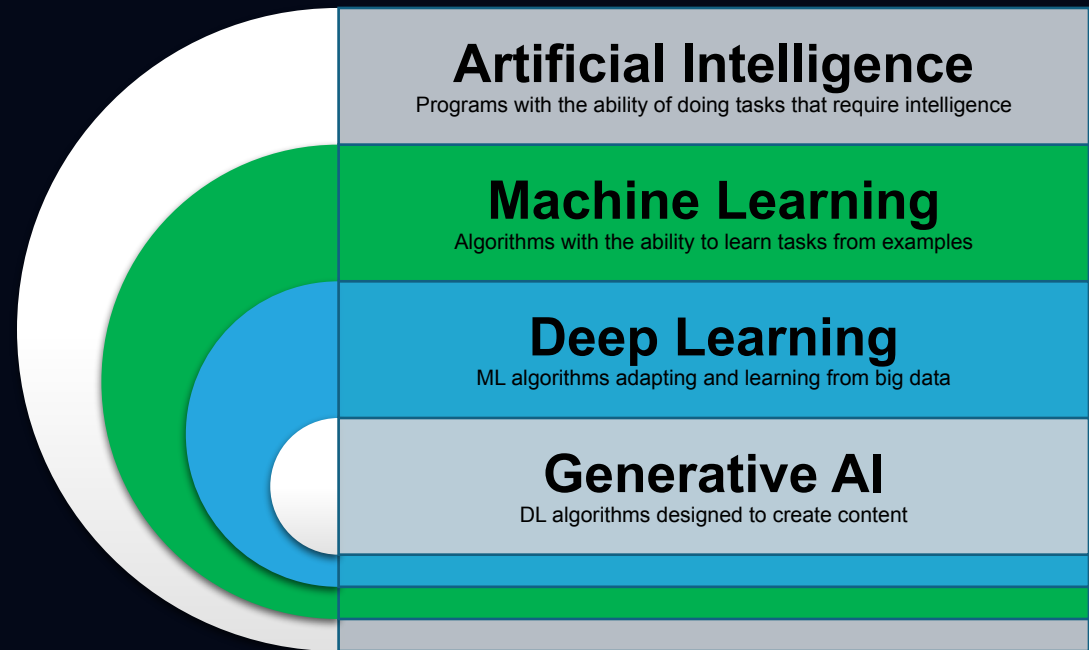 Artificial Intelligence
Programs with the ability of doing tasks that require intelligence
Machine Learning
Algorithms with the ability to learn tasks from examples
Deep Learning
ML algorithms adapting and learning from big data
Generative AI
DL algorithms designed to create content